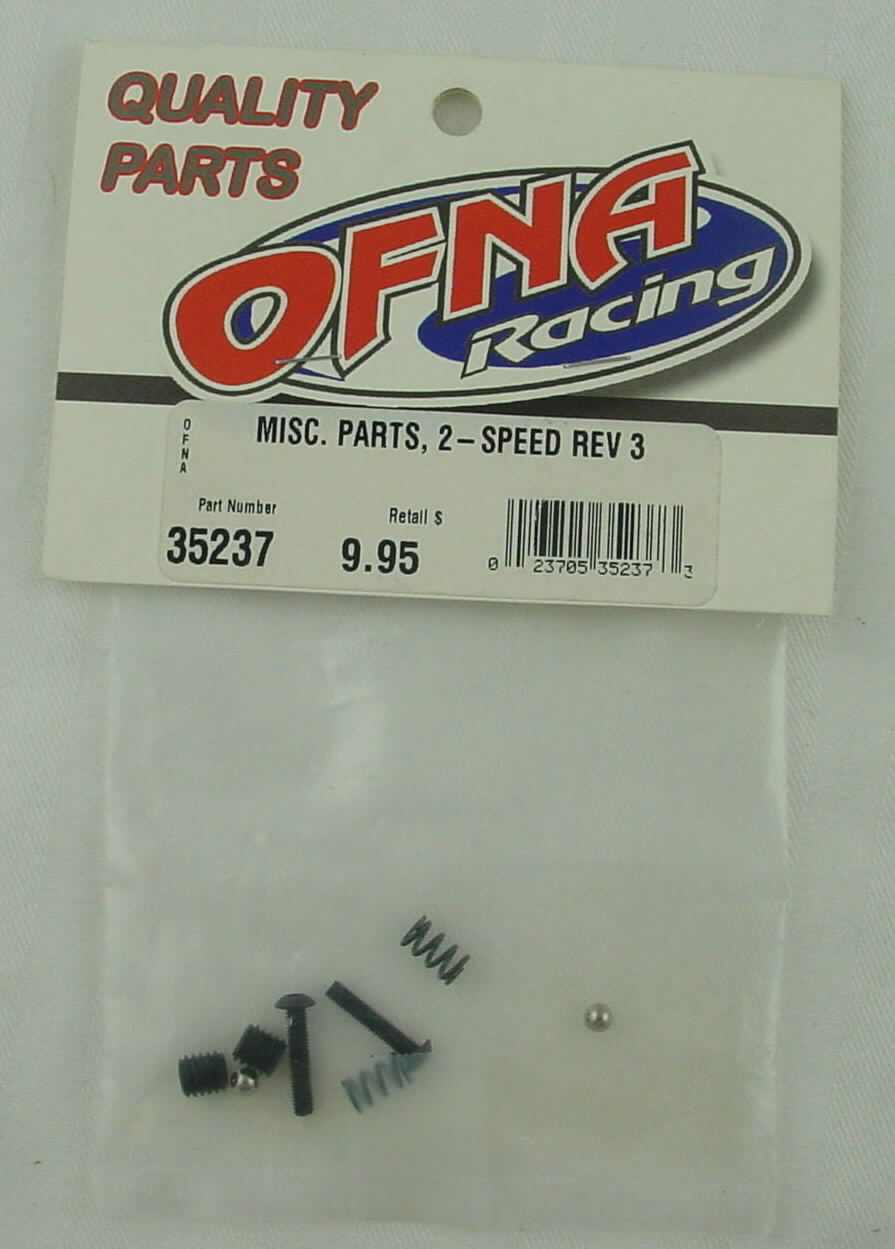 QUALITY
PARTS
OFNA
Racing
OFNA
MISC. PARTS, 2-SPEED REV 3
Part Number
Retail $
35237
9.95
0 23705 35237 3